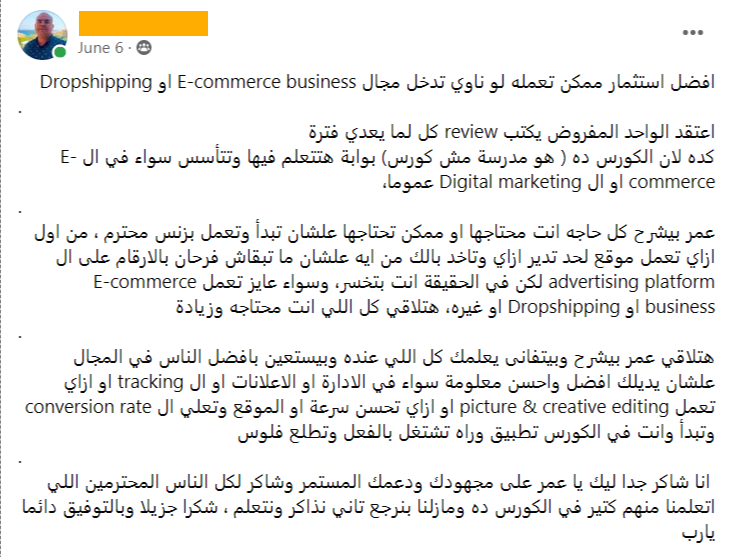 June 6
افضل استثمار ممكن تعمله لو ناوي تدخل مجال E-commerce business او Dropshipping
.
اعتقد الواحد المفروض يكتب review كل لما يعدي فترة
كده لان الكورس ده ( هو مدرسة مش كورس) بوابة هتتعلم فيها وتتأسس سواء في ال E-
commerce او ال Digital marketing عموما،
.
عمر بيشرح كل حاجه انت محتاجها او ممكن تحتاجها علشان تبدأ وتعمل بزنس محترم ، من اول
ازاي تعمل موقع لحد تدير ازاي وتاخد بالك من ايه علشان ما تبقاش فرحان بالارقام على ال
advertising platform لكن في الحقيقة انت بتخسر، وسواء عايز تعمل E-commerce
business او Dropshipping او غيره، هتلاقي كل اللي انت محتاجه وزيادة
.
هتلاقي عمر بيشرح وبيتفانى يعلمك كل اللي عنده وبيستعين بافضل الناس في المجال
علشان يديلك افضل واحسن معلومة سواء في الادارة او الاعلانات او ال tracking او ازاي
تعمل picture & creative editing او ازاي تحسن سرعة او الموقع وتعلي ال conversion rate
وتبدأ وانت في الكورس تطبيق وراه تشتغل بالفعل وتطلع فلوس
.
انا شاكر جدا ليك يا عمر على مجهودك ودعمك المستمر وشاكر لكل الناس المحترمين اللي
اتعلمنا منهم كتير في الكورس ده ومازلنا بنرجع تاني نذاكر ونتعلم ، شكرا جزيلا وبالتوفيق دائما
يارب